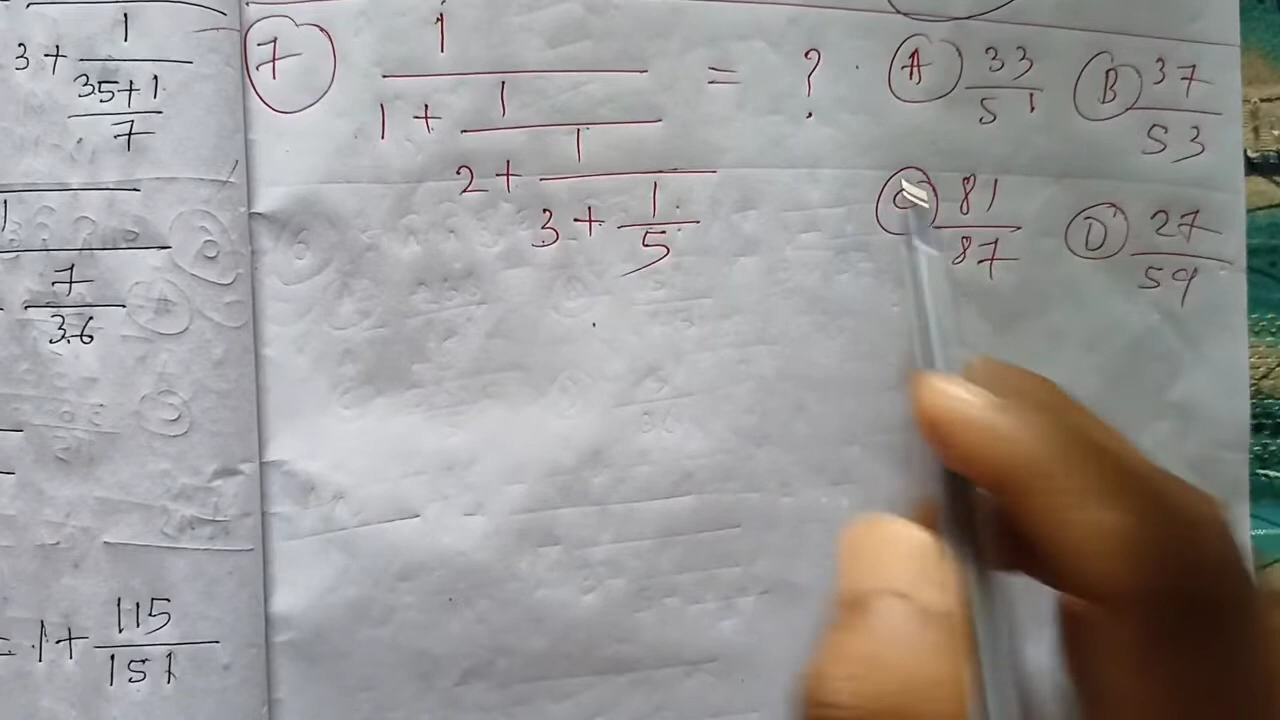 3 + 1
35+1
7
1
7
36
= 1 + 115
151
7
1
1 + 1
2 + 1
3 + 1
5
= ?
A 33
51
B 37
53
C 81
87
D 27
59